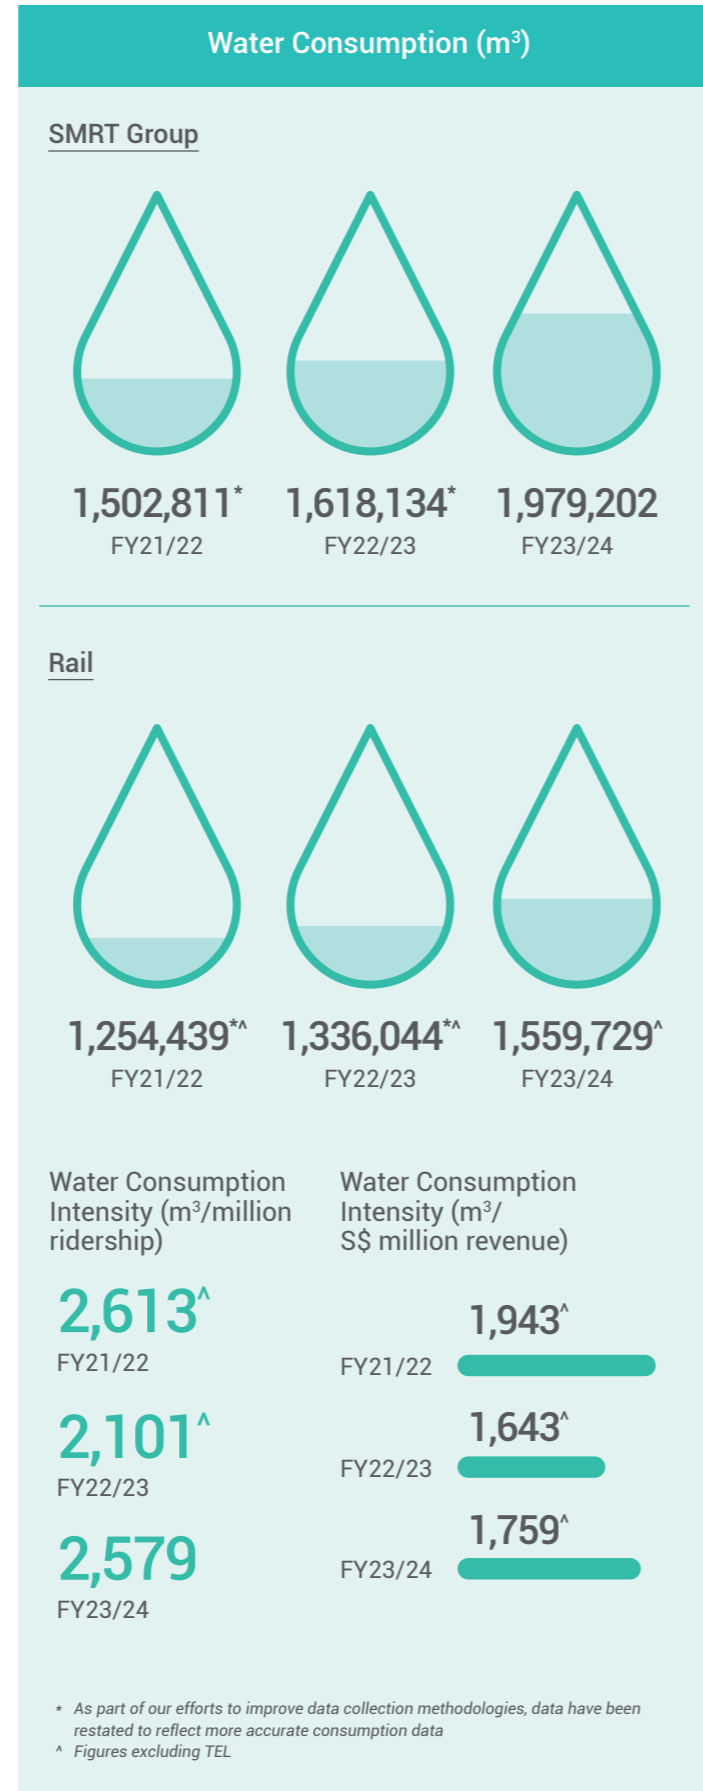 Water Consumption (m³)
SMRT Group
1,502,811* 1,618,134* 1,979,202
FY21/22 FY22/23 FY23/24
Rail
1,254,439*^ 1,336,044*^ 1,559,729^
FY21/22 FY22/23 FY23/24
Water Consumption
Intensity (m³/million
ridership)
2,613^
FY21/22
2,101^
FY22/23
2,579
FY23/24
Water Consumption
Intensity (m³/
S$ million revenue)
1,943^
FY21/22
1,643^
FY22/23
1,759^
FY23/24
* As part of our efforts to improve data collection methodologies, data have been
restated to reflect more accurate consumption data
^ Figures excluding TEL